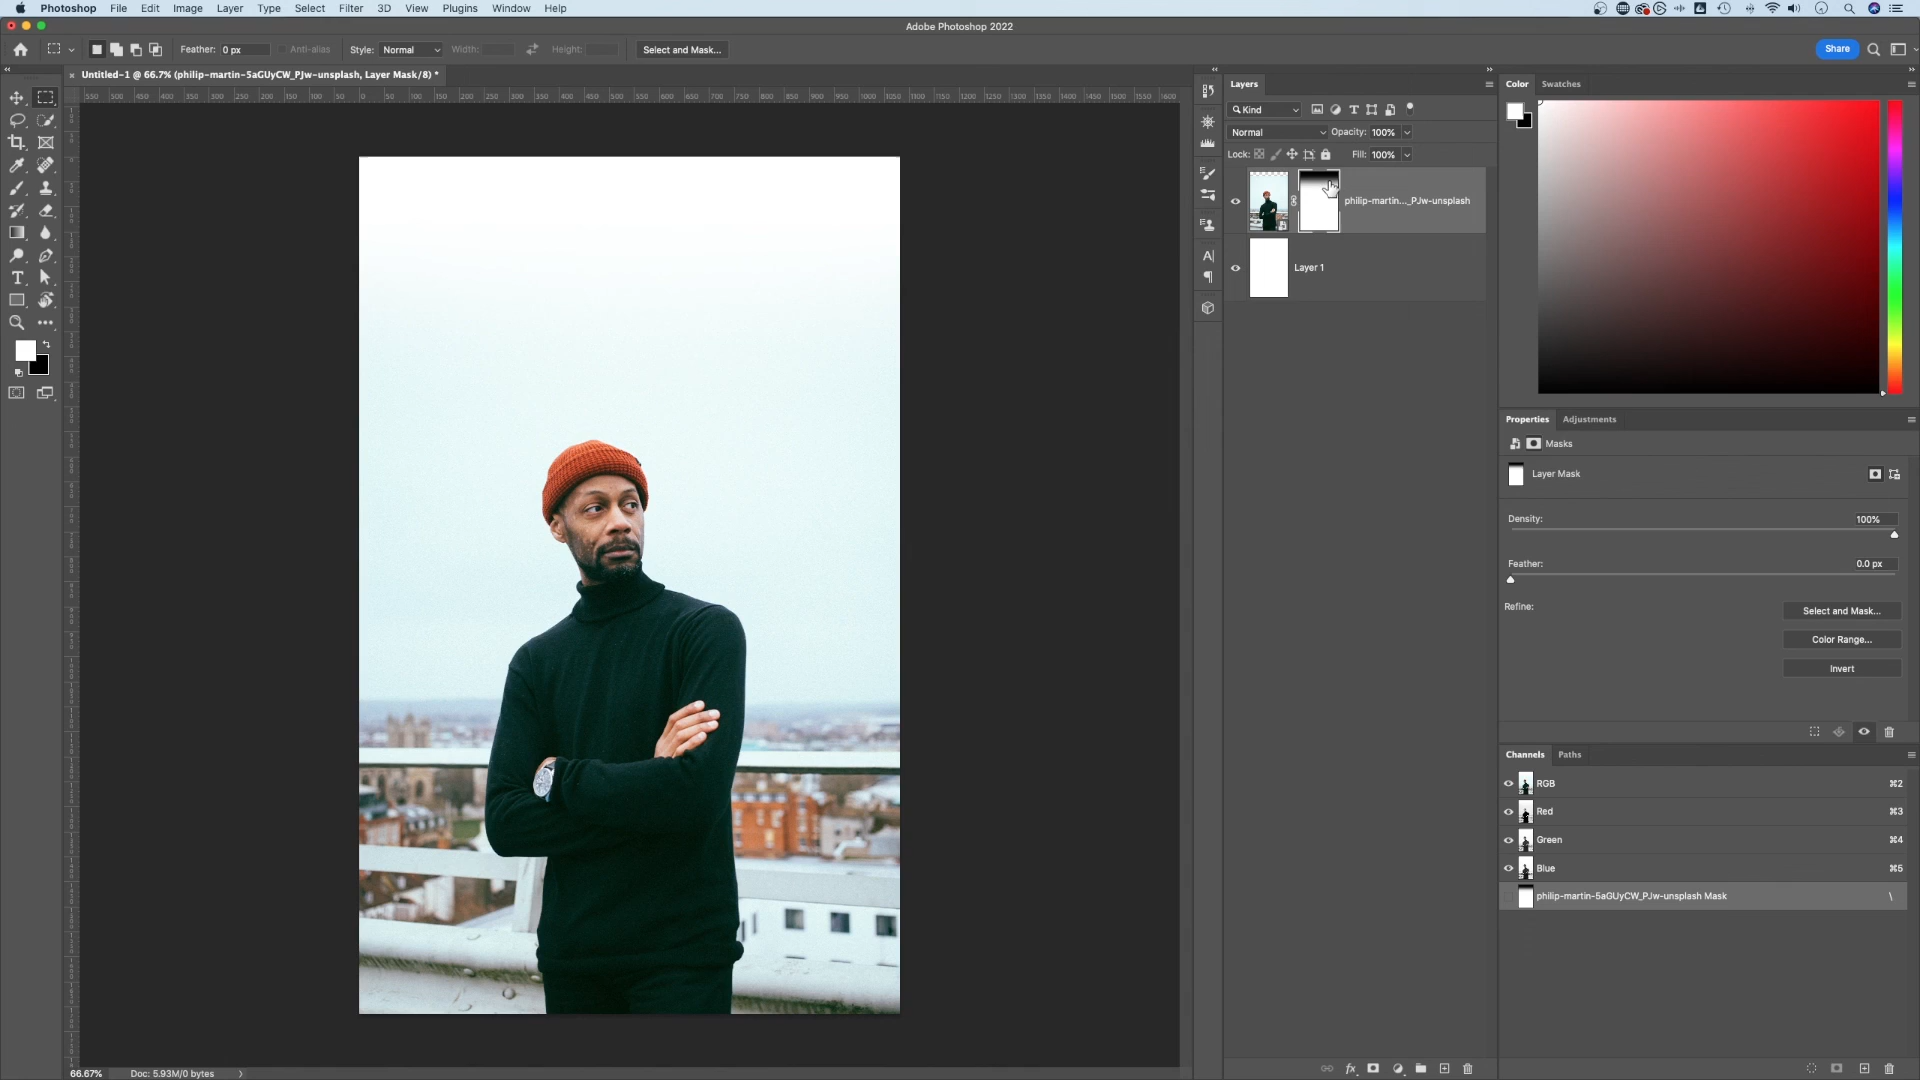 Photoshop File Edit Image Layer Type Select Filter 3D View Plugins Window Help
Adobe Photoshop 2022
Feather: 0 px Anti-alias Style: Normal Width: Height: Select and Mask... Share
Untitled-1 @ 66.7% (philip-martin-5aGUyCW_PJw-unsplash, Layer Mask/8) *
Layers
Kind
Normal Opacity: 100%
Lock: Fill: 100%
philip-martin..._PJw-unsplash
Layer 1
Color Swatches
Properties Adjustments
Masks
Layer Mask
Density: 100%
Feather: 0.0 px
Refine: Select and Mask...
Color Range...
Invert
Channels Paths
RGB ⌘2
Red ⌘3
Green ⌘4
Blue ⌘5
philip-martin-5aGUyCW_PJw-unsplash Mask \
66.67% Doc: 5.93M/0 bytes